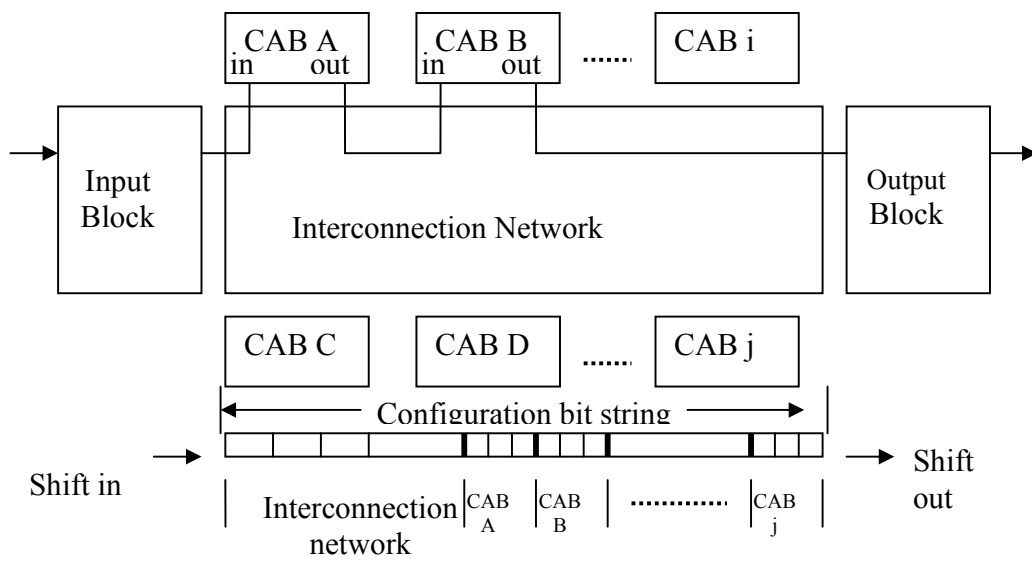 CAB A
in out
CAB B
in out
CAB i
Input
Block
Interconnection Network
Output
Block
CAB C
CAB D
CAB j
Configuration bit string
Shift in
Shift
out
Interconnection
network
CAB
A
CAB
B
CAB
j